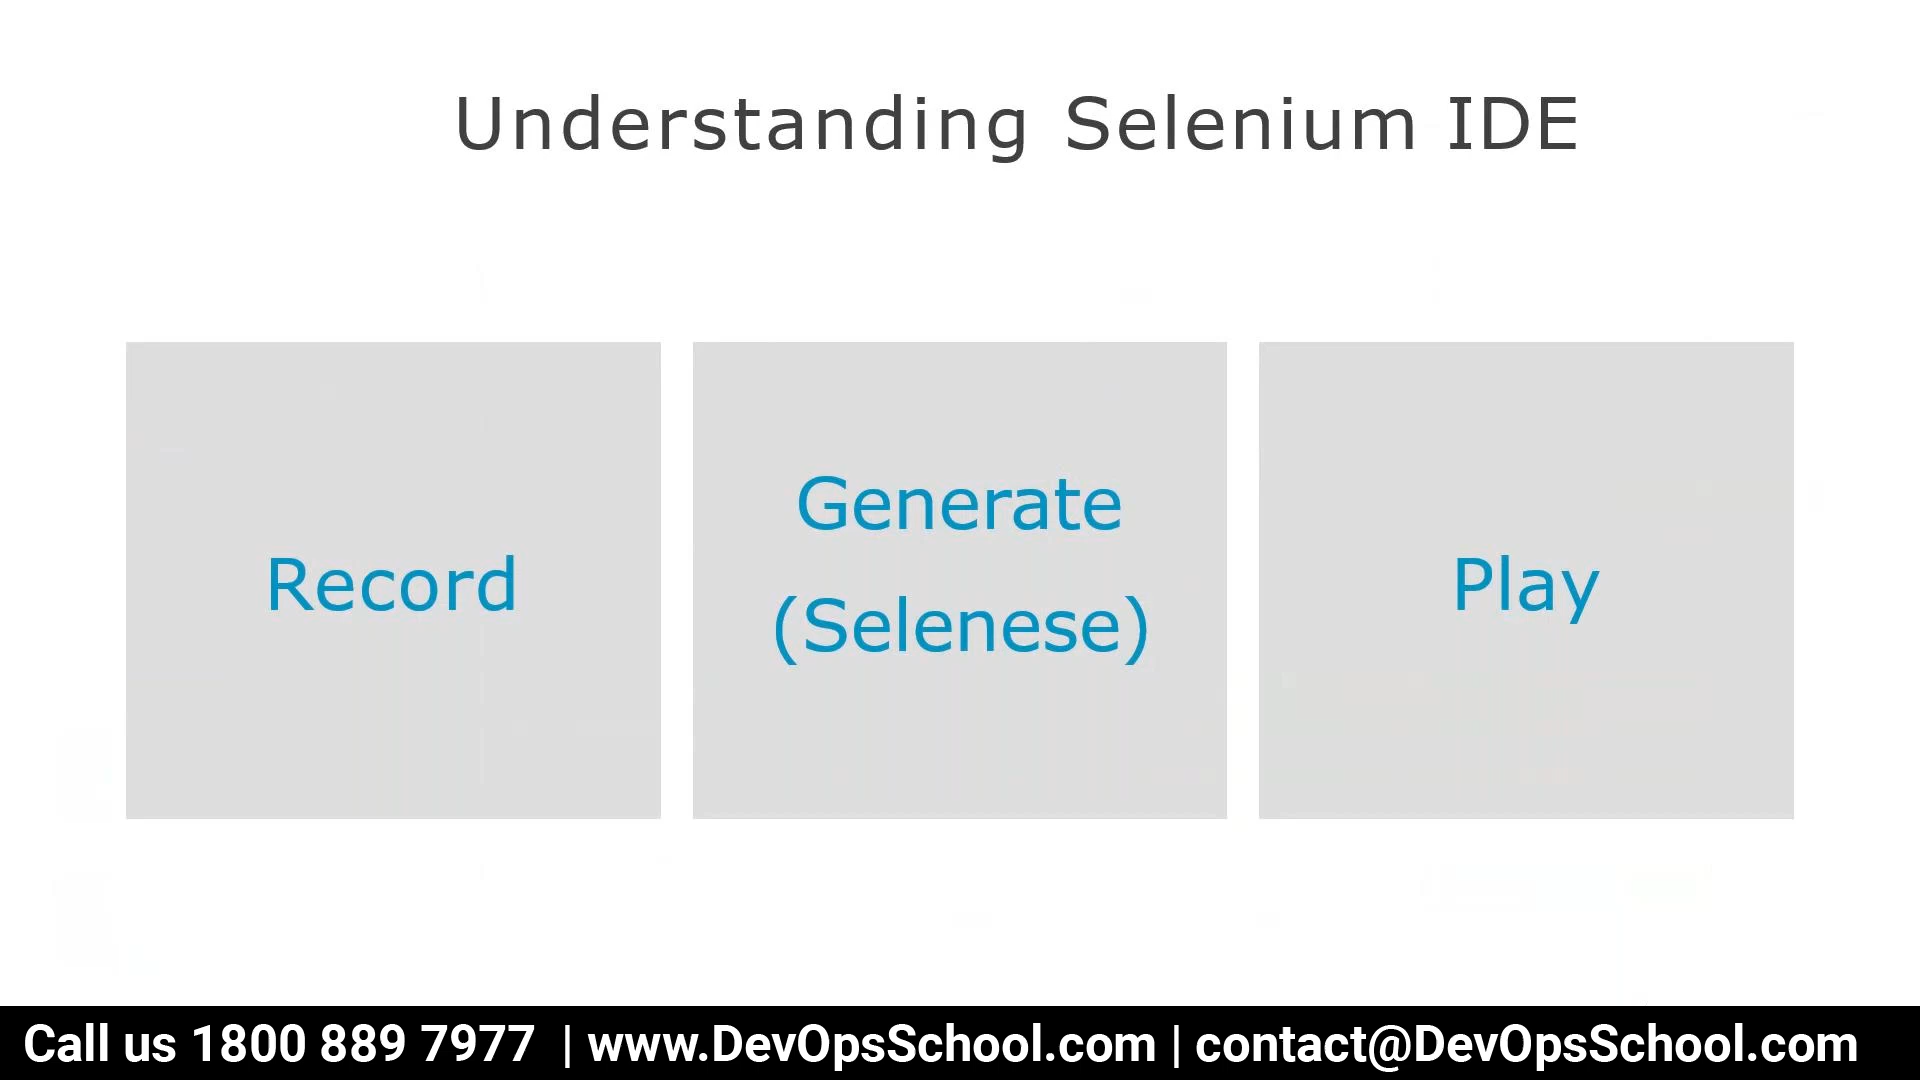 Understanding Selenium IDE
Record
Generate
(Selenese)
Play
Call us 1800 889 7977 | www.DevOpsSchool.com | contact@DevOpsSchool.com